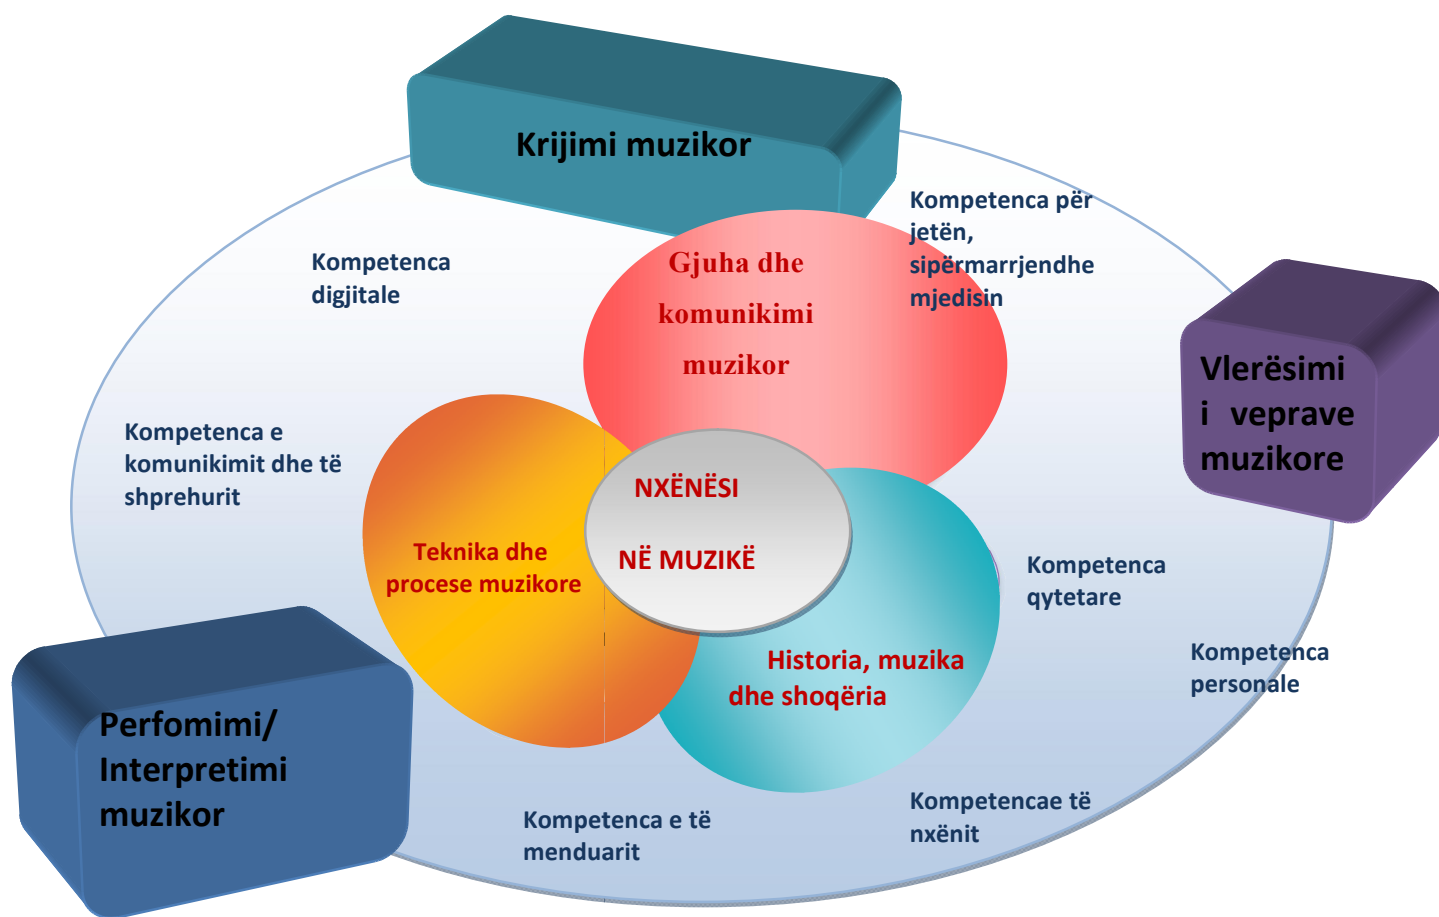 Krijimi muzikor
Kompetenca për
jetën,
sipërmarrjendhe
mjedisin
Kompetenca
digjitale
Gjuha dhe
komunikimi
muzikor
Vlerësimi
i veprave
muzikore
Kompetenca e
komunikimit dhe të
shprehurit
NXËNËSI
NË MUZIKË
Teknika dhe
procese muzikore
Kompetenca
qytetare
Historia, muzika
dhe shoqëria
Kompetenca
personale
Perfomimi/
Interpretimi
muzikor
Kompetenca e të
menduarit
Kompetencae të
nxënit